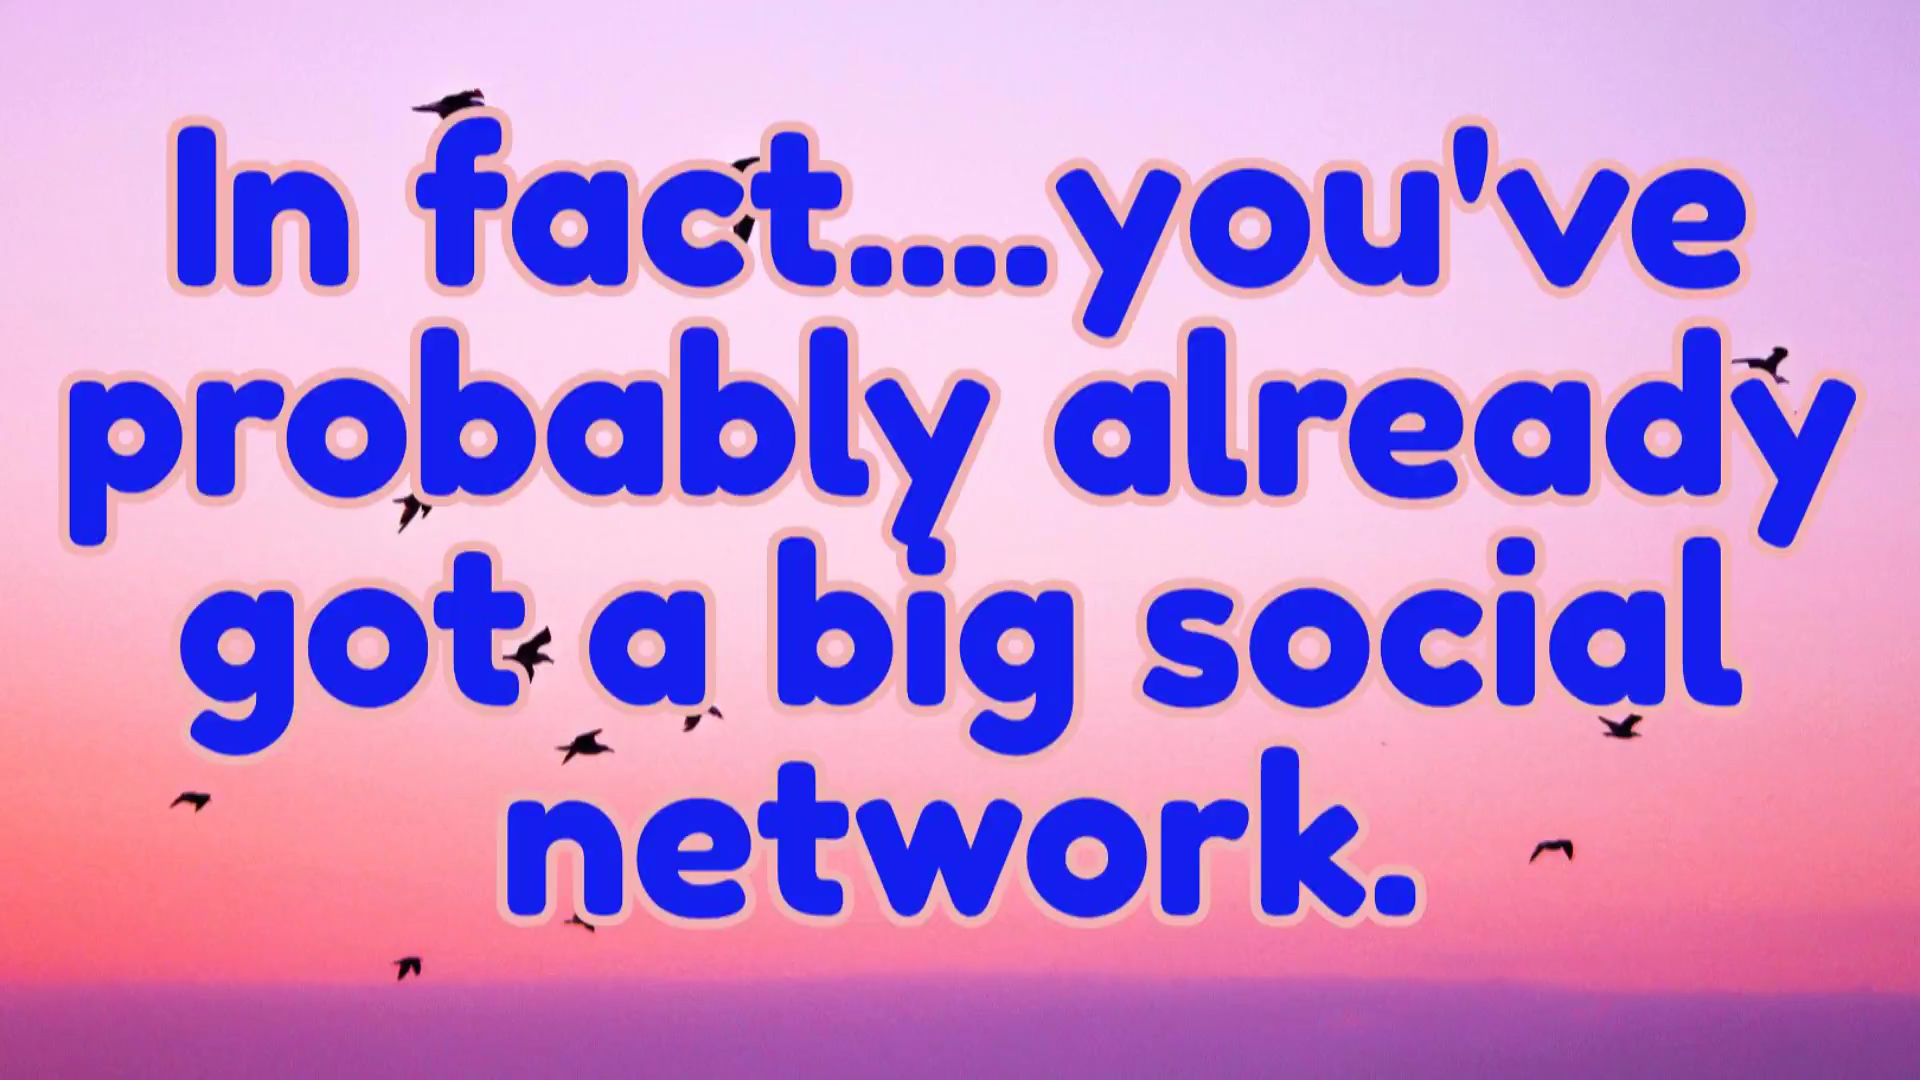 In fact....you've
probably already
got a big social
network.